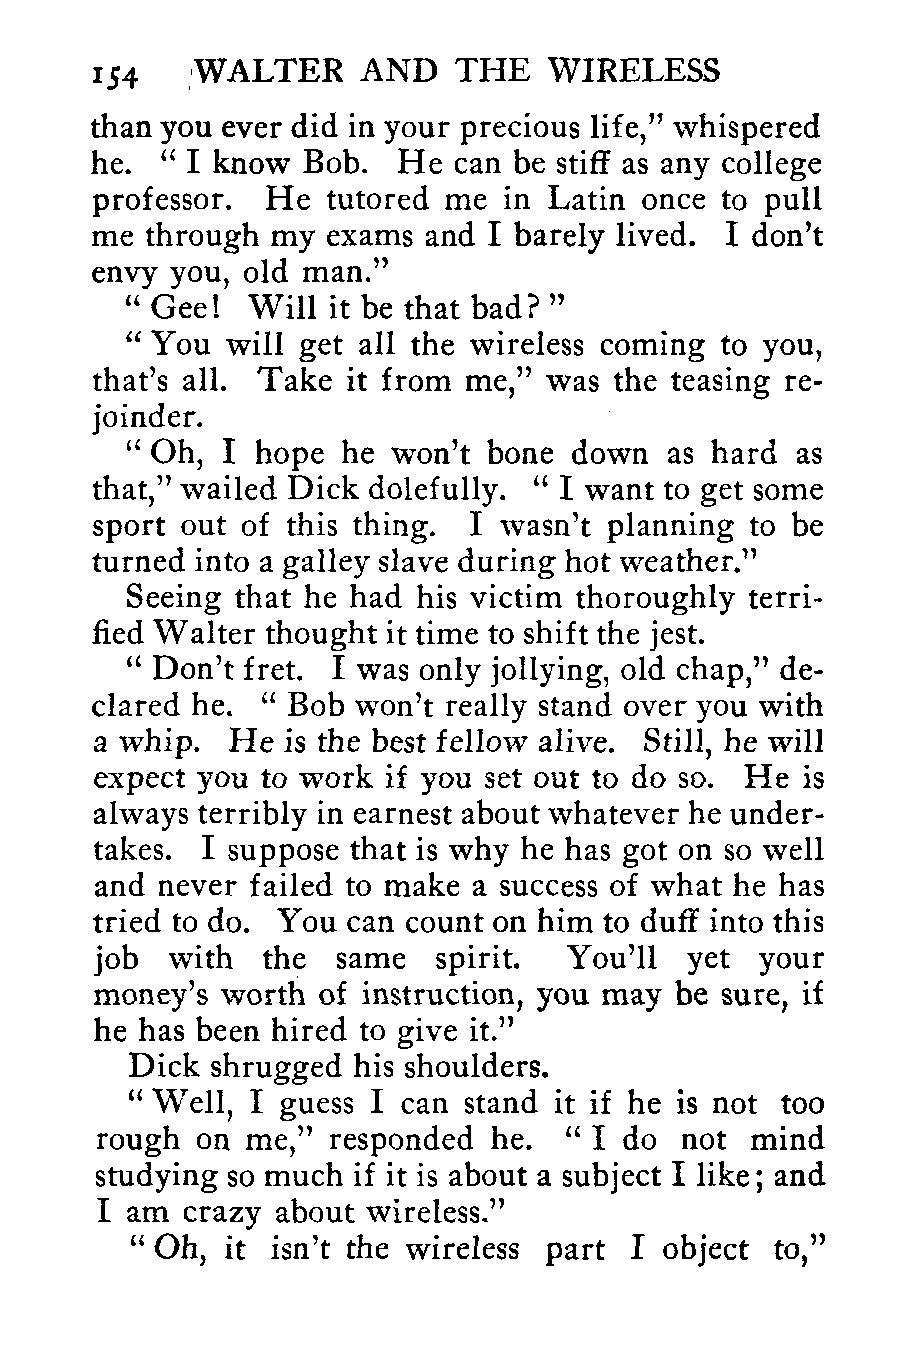 154 WALTER AND THE WIRELESS
than you ever did in your precious life,” whispered
he. “ I know Bob. He can be stiff as any college
professor. He tutored me in Latin once to pull
me through my exams and I barely lived. I don’t
envy you, old man.”
“ Gee! Will it be that bad? ”
“ You will get all the wireless coming to you,
that’s all. Take it from me,” was the teasing re-
joinder.
“ Oh, I hope he won’t bone down as hard as
that,” wailed Dick dolefully. “ I want to get some
sport out of this thing. I wasn’t planning to be
turned into a galley slave during hot weather.”
Seeing that he had his victim thoroughly terri-
fied Walter thought it time to shift the jest.
“ Don’t fret. I was only jollying, old chap,” de-
clared he. “ Bob won’t really stand over you with
a whip. He is the best fellow alive. Still, he will
expect you to work if you set out to do so. He is
always terribly in earnest about whatever he under-
takes. I suppose that is why he has got on so well
and never failed to make a success of what he has
tried to do. You can count on him to duff into this
job with the same spirit. You’ll yet your
money’s worth of instruction, you may be sure, if
he has been hired to give it.”
Dick shrugged his shoulders.
“ Well, I guess I can stand it if he is not too
rough on me,” responded he. “ I do not mind
studying so much if it is about a subject I like; and
I am crazy about wireless.”
“ Oh, it isn’t the wireless part I object to,”